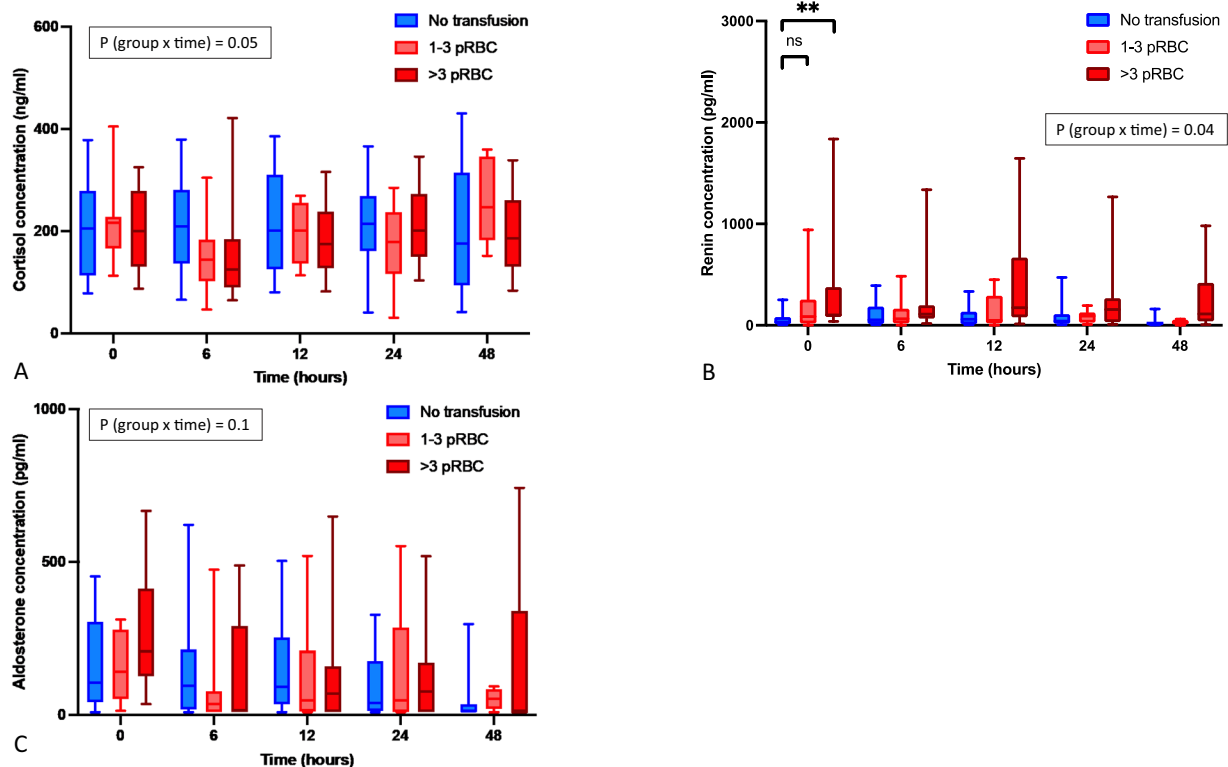 600
400
200
0
Cortisol concentration (ng/ml)
P (group x time) = 0.05
No transfusion
1-3 pRBC
>3 pRBC
0 6 12 24 48
Time (hours)
A
3000
2000
1000
0
Renin concentration (pg/ml)
**
ns
No transfusion
1-3 pRBC
>3 pRBC
P (group x time) = 0.04
0 6 12 24 48
Time (hours)
B
1000
500
0
Aldosterone concentration (pg/ml)
P (group x time) = 0.1
No transfusion
1-3 pRBC
>3 pRBC
0 6 12 24 48
Time (hours)
C